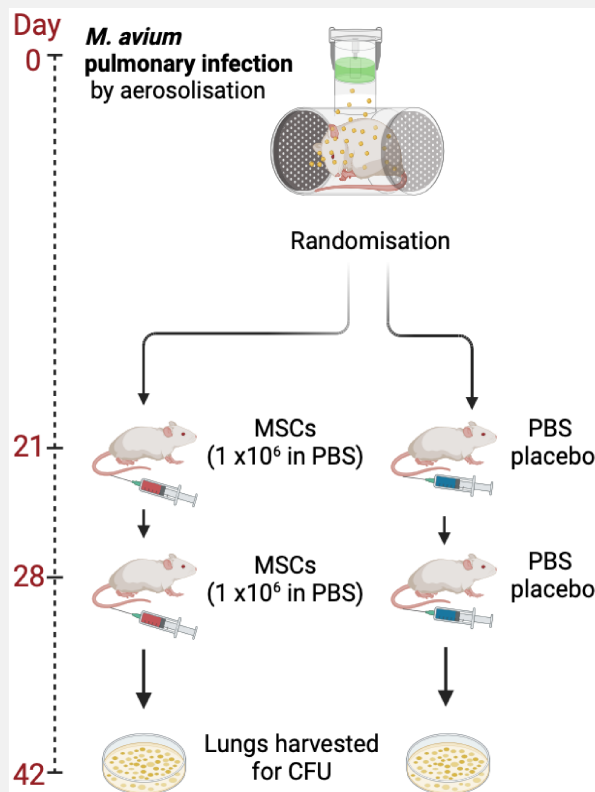 Day
0
M. avium
pulmonary infection
by aerosolisation
Randomisation
21
MSCs
(1 x10⁶ in PBS)
PBS
placebo
28
MSCs
(1 x10⁶ in PBS)
PBS
placebo
42
Lungs harvested
for CFU